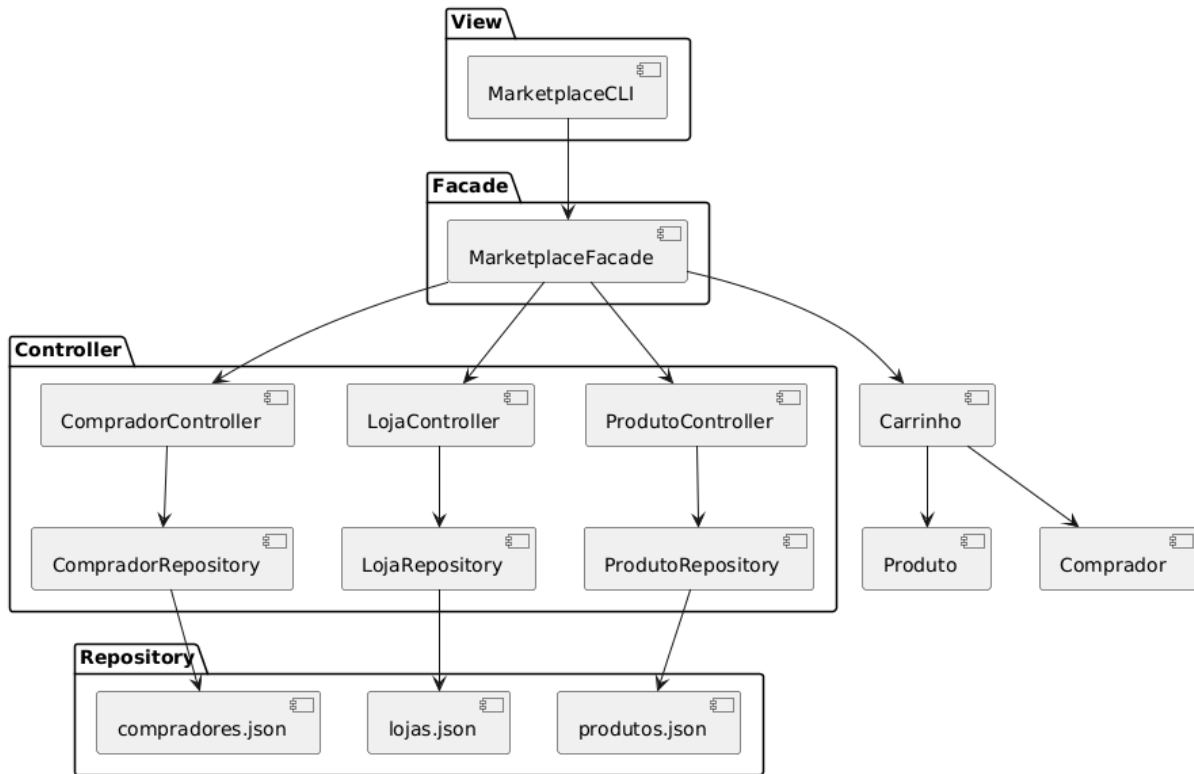 View
MarketplaceCLI
Facade
MarketplaceFacade
Controller
CompradorController
LojaController
ProdutoController
Carrinho
CompradorRepository
LojaRepository
ProdutoRepository
Produto
Comprador
Repository
compradores.json
lojas.json
produtos.json